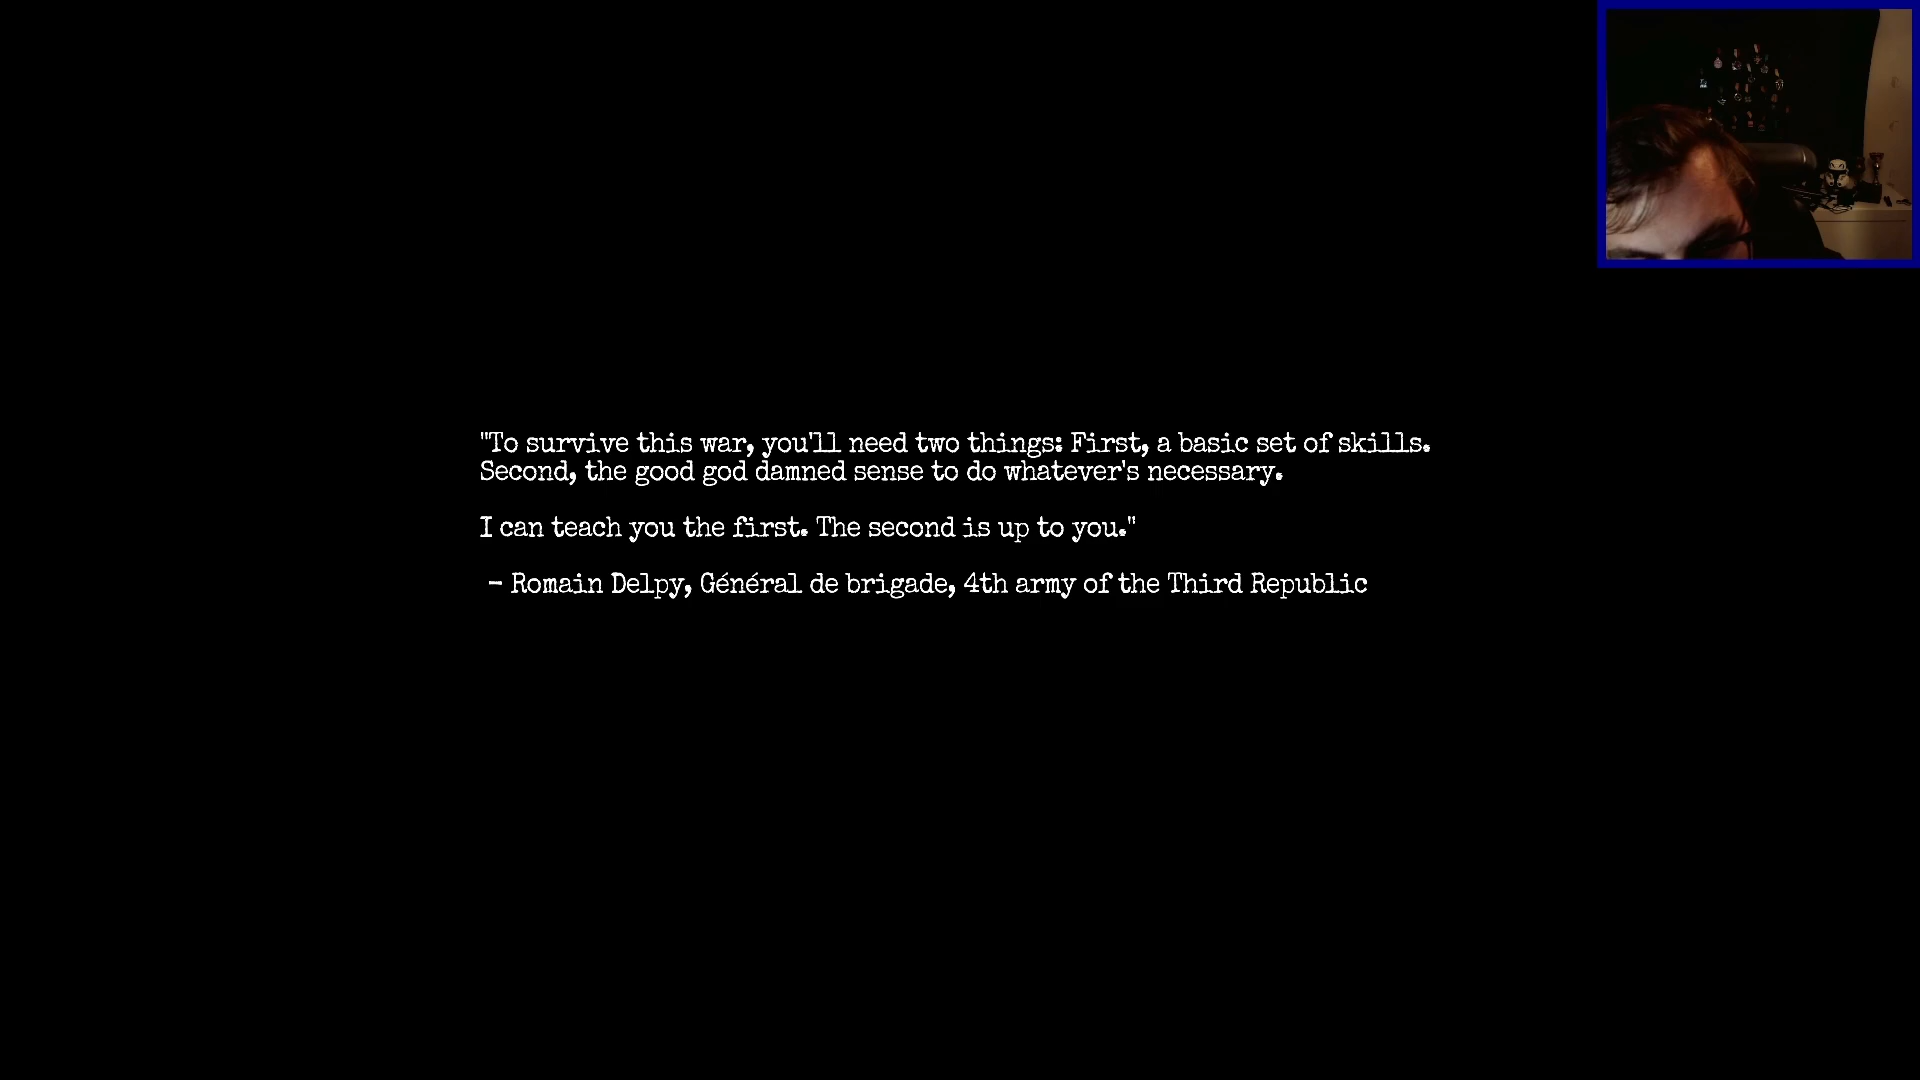 "To survive this war, you'll need two things: First, a basic set of skills.
Second, the good god damned sense to do whatever's necessary.
I can teach you the first. The second is up to you."
– Romain Delpy, Général de brigade, 4th army of the Third Republic